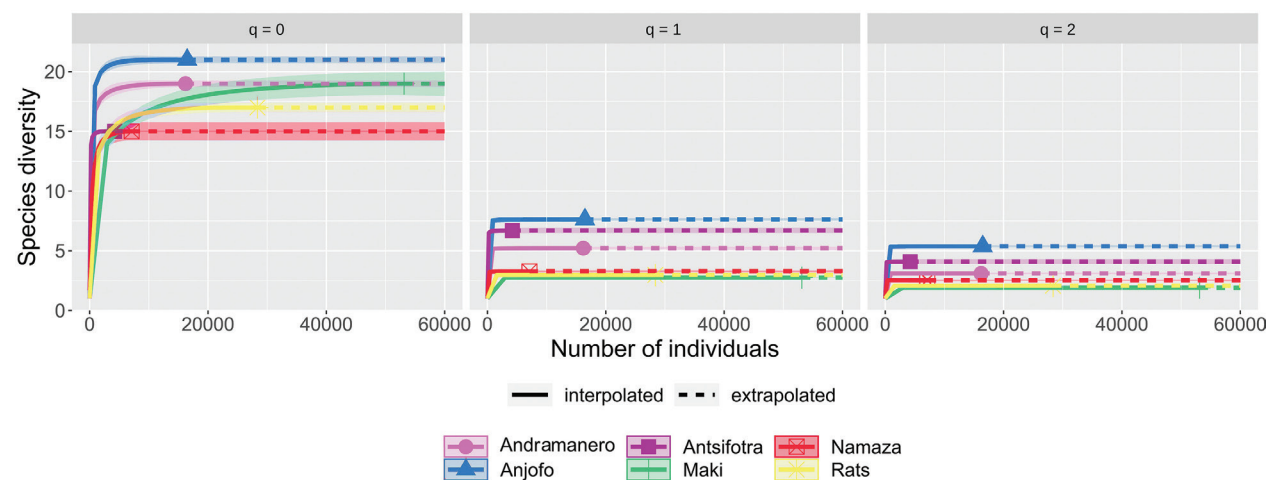 q = 0
q = 1
q = 2
Species diversity
20
15
10
5
0
0 20000 40000 60000
0 20000 40000 60000
0 20000 40000 60000
Number of individuals
interpolated extrapolated
Andramanero Antsifotra Namaza
Anjofo Maki Rats